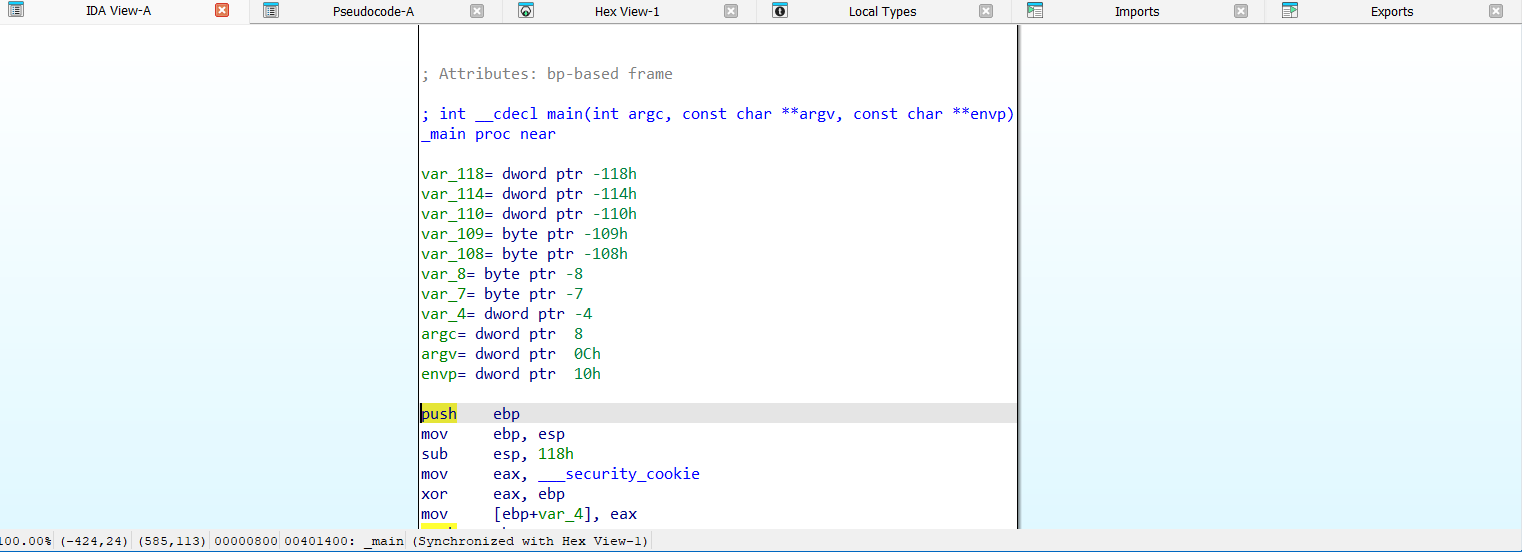 IDA View-A Pseudocode-A Hex View-1 Local Types Imports Exports
; Attributes: bp-based frame
; int __cdecl main(int argc, const char **argv, const char **envp)
_main proc near
var_118= dword ptr -118h
var_114= dword ptr -114h
var_110= dword ptr -110h
var_109= byte ptr -109h
var_108= byte ptr -108h
var_8= byte ptr -8
var_7= byte ptr -7
var_4= dword ptr -4
argc= dword ptr  8
argv= dword ptr  0Ch
envp= dword ptr  10h
push    ebp
mov     ebp, esp
sub     esp, 118h
mov     eax, ___security_cookie
xor     eax, ebp
mov     [ebp+var_4], eax
100.00% (-424,24) (585,113) 00000800 00401400: _main (Synchronized with Hex View-1)